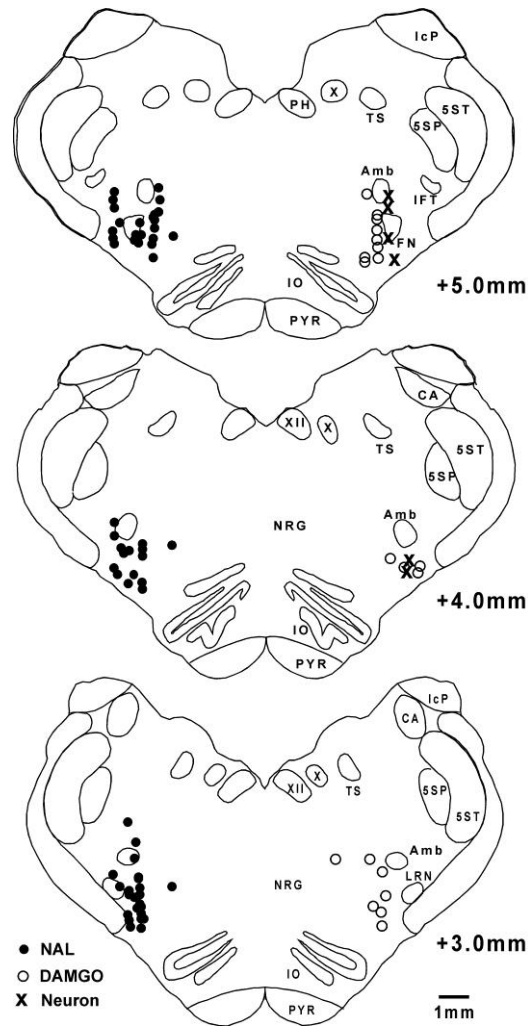 IcP
PH
X
TS
5ST
5SP
Amb
IFT
FN
IO
PYR
+5.0mm
CA
XII
X
TS
5ST
5SP
NRG
Amb
IO
PYR
+4.0mm
IcP
CA
XII
X
TS
5SP
5ST
Amb
LRN
NRG
+3.0mm
IO
PYR
NAL
DAMGO
X Neuron
1mm